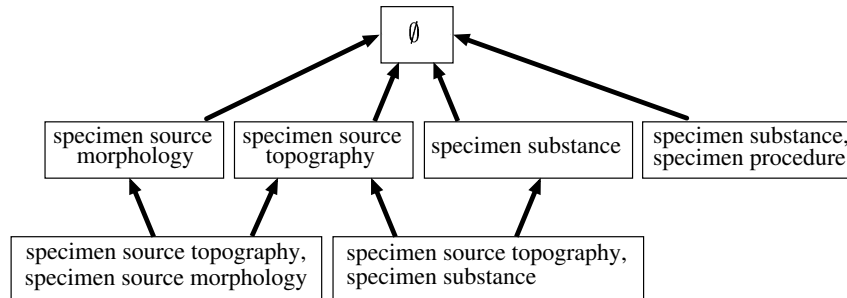 ∅
specimen source
morphology
specimen source
topography
specimen substance
specimen substance,
specimen procedure
specimen source topography,
specimen source morphology
specimen source topography,
specimen substance